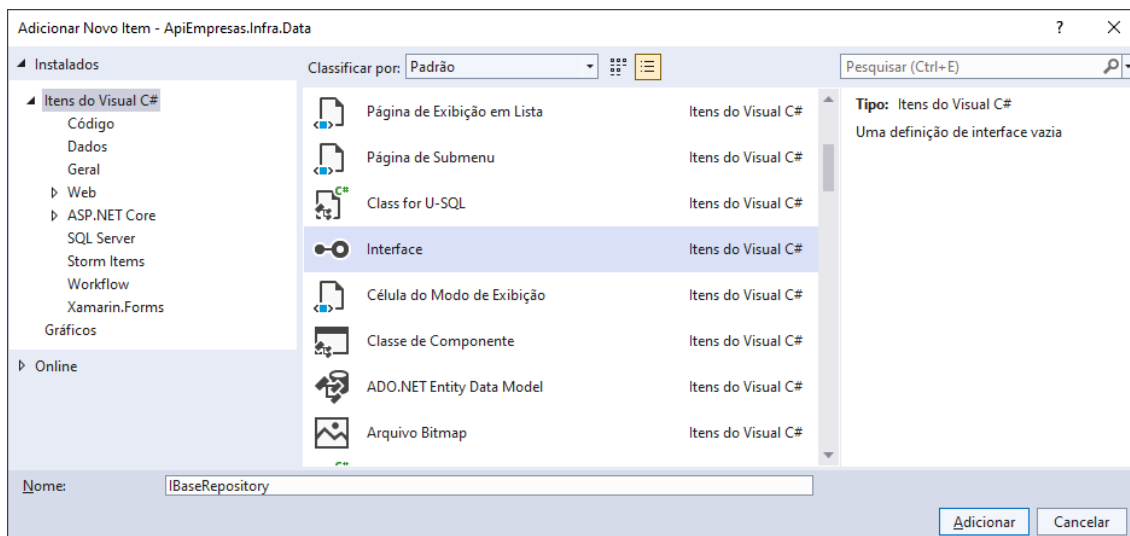 Adicionar Novo Item - ApiEmpresas.Infra.Data
?
Instalados
Classificar por: Padrão
Pesquisar (Ctrl+E)
Itens do Visual C#
Código
Dados
Geral
Web
ASP.NET Core
SQL Server
Storm Items
Workflow
Xamarin.Forms
Gráficos
Online
Página de Exibição em Lista Itens do Visual C#
Página de Submenu Itens do Visual C#
C#
Class for U-SQL Itens do Visual C#
Interface Itens do Visual C#
Célula do Modo de Exibição Itens do Visual C#
Classe de Componente Itens do Visual C#
ADO.NET Entity Data Model Itens do Visual C#
Arquivo Bitmap Itens do Visual C#
Tipo: Itens do Visual C#
Uma definição de interface vazia
Nome: IBaseRepository
Adicionar Cancelar